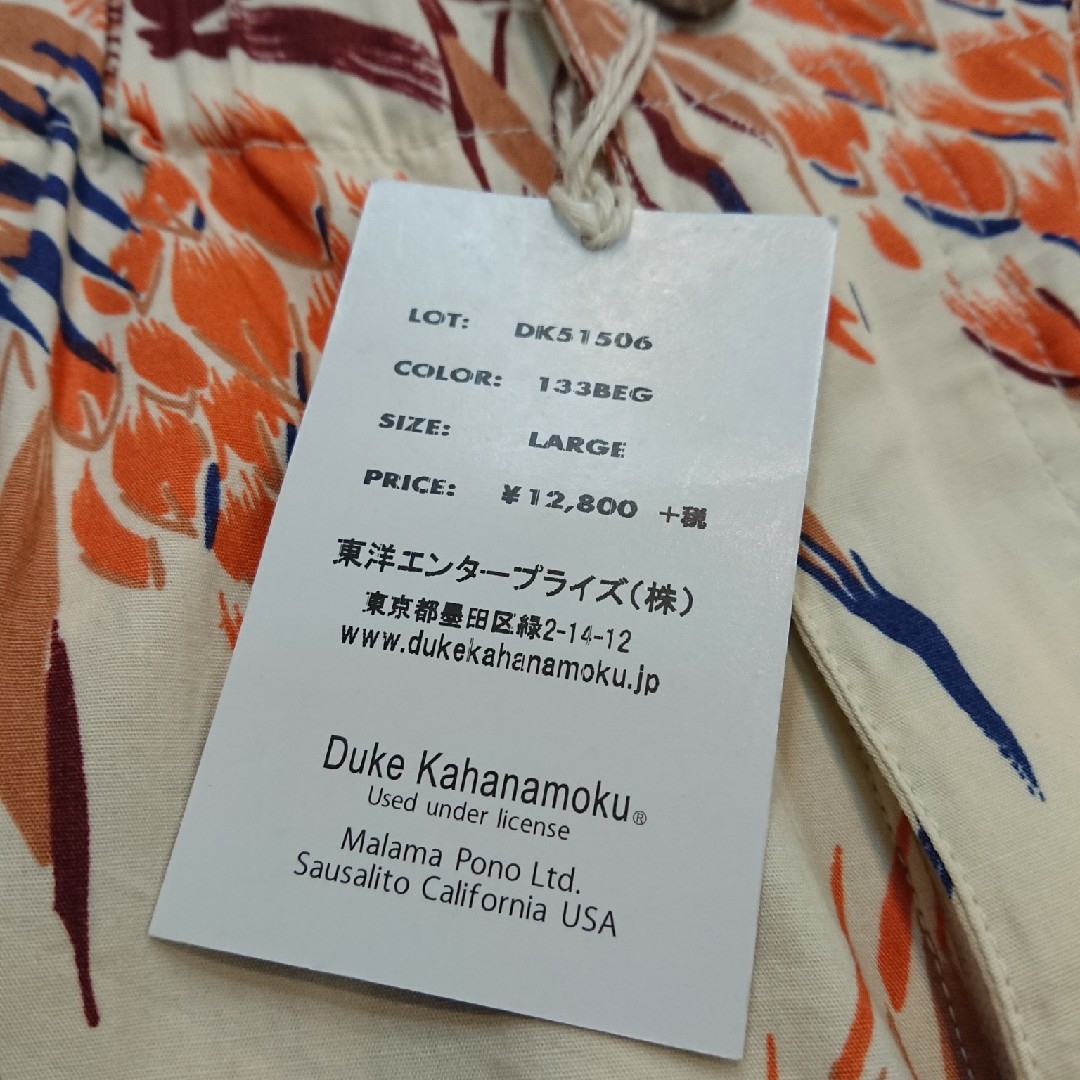 LOT: DK51506
COLOR: 133BEG
SIZE: LARGE
PRICE: ¥12,800 +税
東洋エンタープライズ(株)
東京都墨田区緑2-14-12
www.dukekahanamoku.jp
Duke Kahanamoku®
Used under license
Malama Pono Ltd.
Sausalito California USA